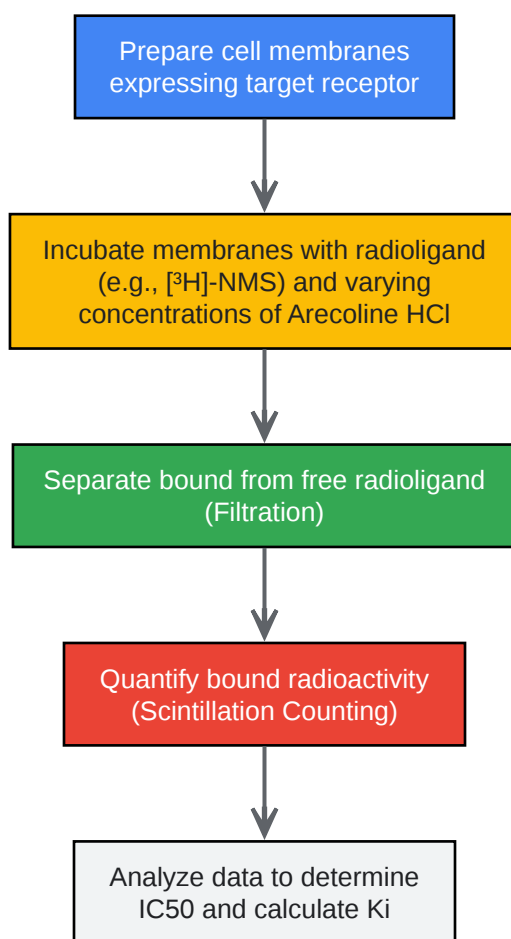 Prepare cell membranes
expressing target receptor
Incubate membranes with radioligand
(e.g., [³H]-NMS) and varying
concentrations of Arecoline HCl
Separate bound from free radioligand
(Filtration)
Quantify bound radioactivity
(Scintillation Counting)
Analyze data to determine
IC50 and calculate Ki